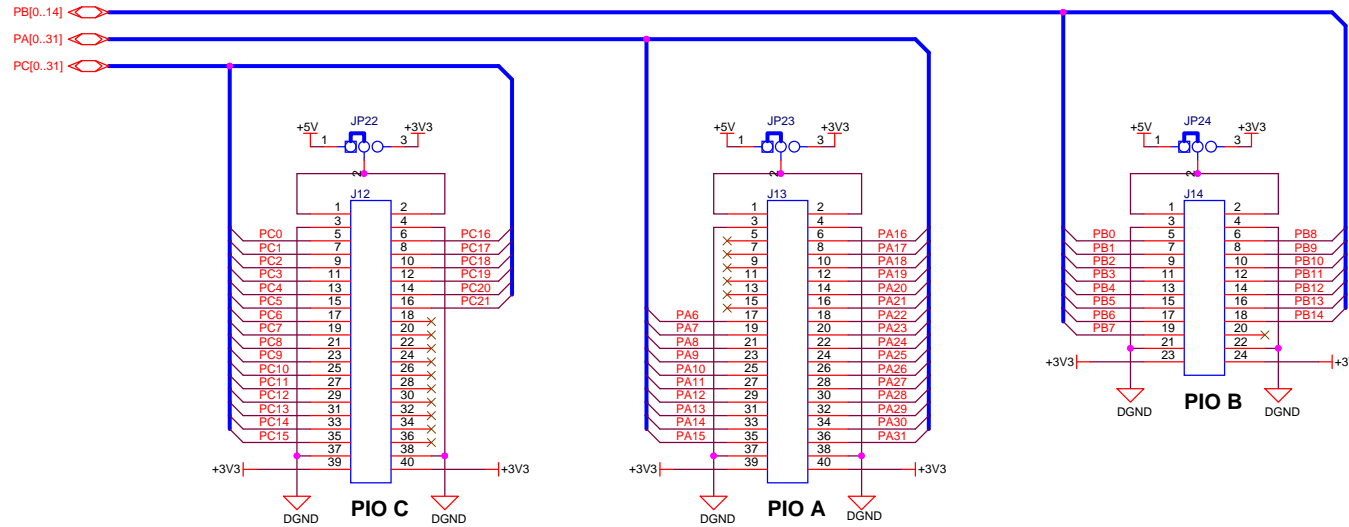 PB[0..14]
PA[0..31]
PC[0..31]
JP22
+5V 1 3 +3V3
2
J12
1 2
3 4
PC0 5 6 PC16
PC1 7 8 PC17
PC2 9 10 PC18
PC3 11 12 PC19
PC4 13 14 PC20
PC5 15 16 PC21
PC6 17 18
PC7 19 20
PC8 21 22
PC9 23 24
PC10 25 26
PC11 27 28
PC12 29 30
PC13 31 32
PC14 33 34
PC15 35 36
37 38
+3V3 39 40 +3V3
DGND PIO C DGND
JP23
+5V 1 3 +3V3
2
J13
1 2
3 4
5 6 PA16
7 8 PA17
9 10 PA18
11 12 PA19
13 14 PA20
15 16 PA21
PA6 17 18 PA22
PA7 19 20 PA23
PA8 21 22 PA24
PA9 23 24 PA25
PA10 25 26 PA26
PA11 27 28 PA27
PA12 29 30 PA28
PA13 31 32 PA29
PA14 33 34 PA30
PA15 35 36 PA31
37 38
+3V3 39 40 +3V3
DGND PIO A DGND
JP24
+5V 1 3 +3V3
2
J14
1 2
3 4
PB0 5 6 PB8
PB1 7 8 PB9
PB2 9 10 PB10
PB3 11 12 PB11
PB4 13 14 PB12
PB5 15 16 PB13
PB6 17 18 PB14
PB7 19 20
21 22
+3V3 23 24 +3
DGND PIO B DGND